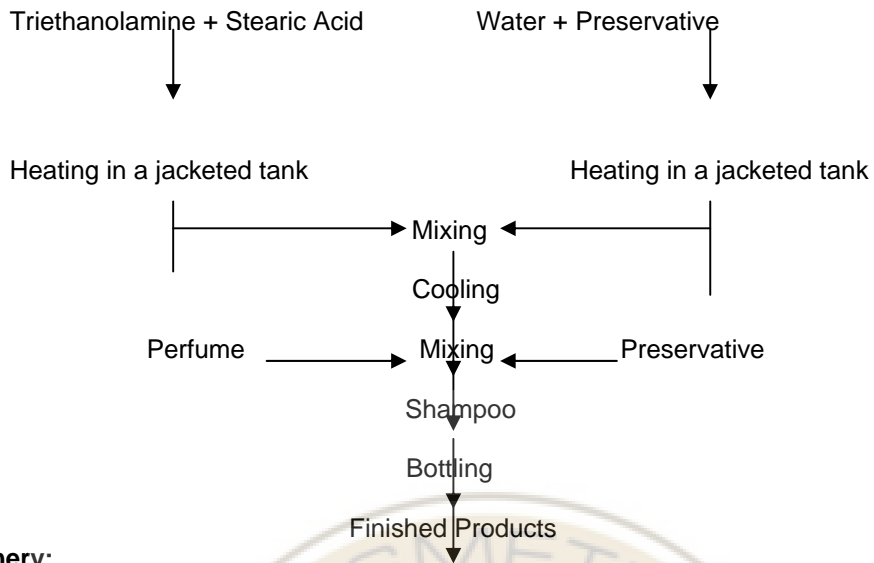 Triethanolamine + Stearic Acid
Water + Preservative
Heating in a jacketed tank
Heating in a jacketed tank
Mixing
Cooling
Perfume
Mixing
Preservative
Shampoo
Bottling
Finished Products